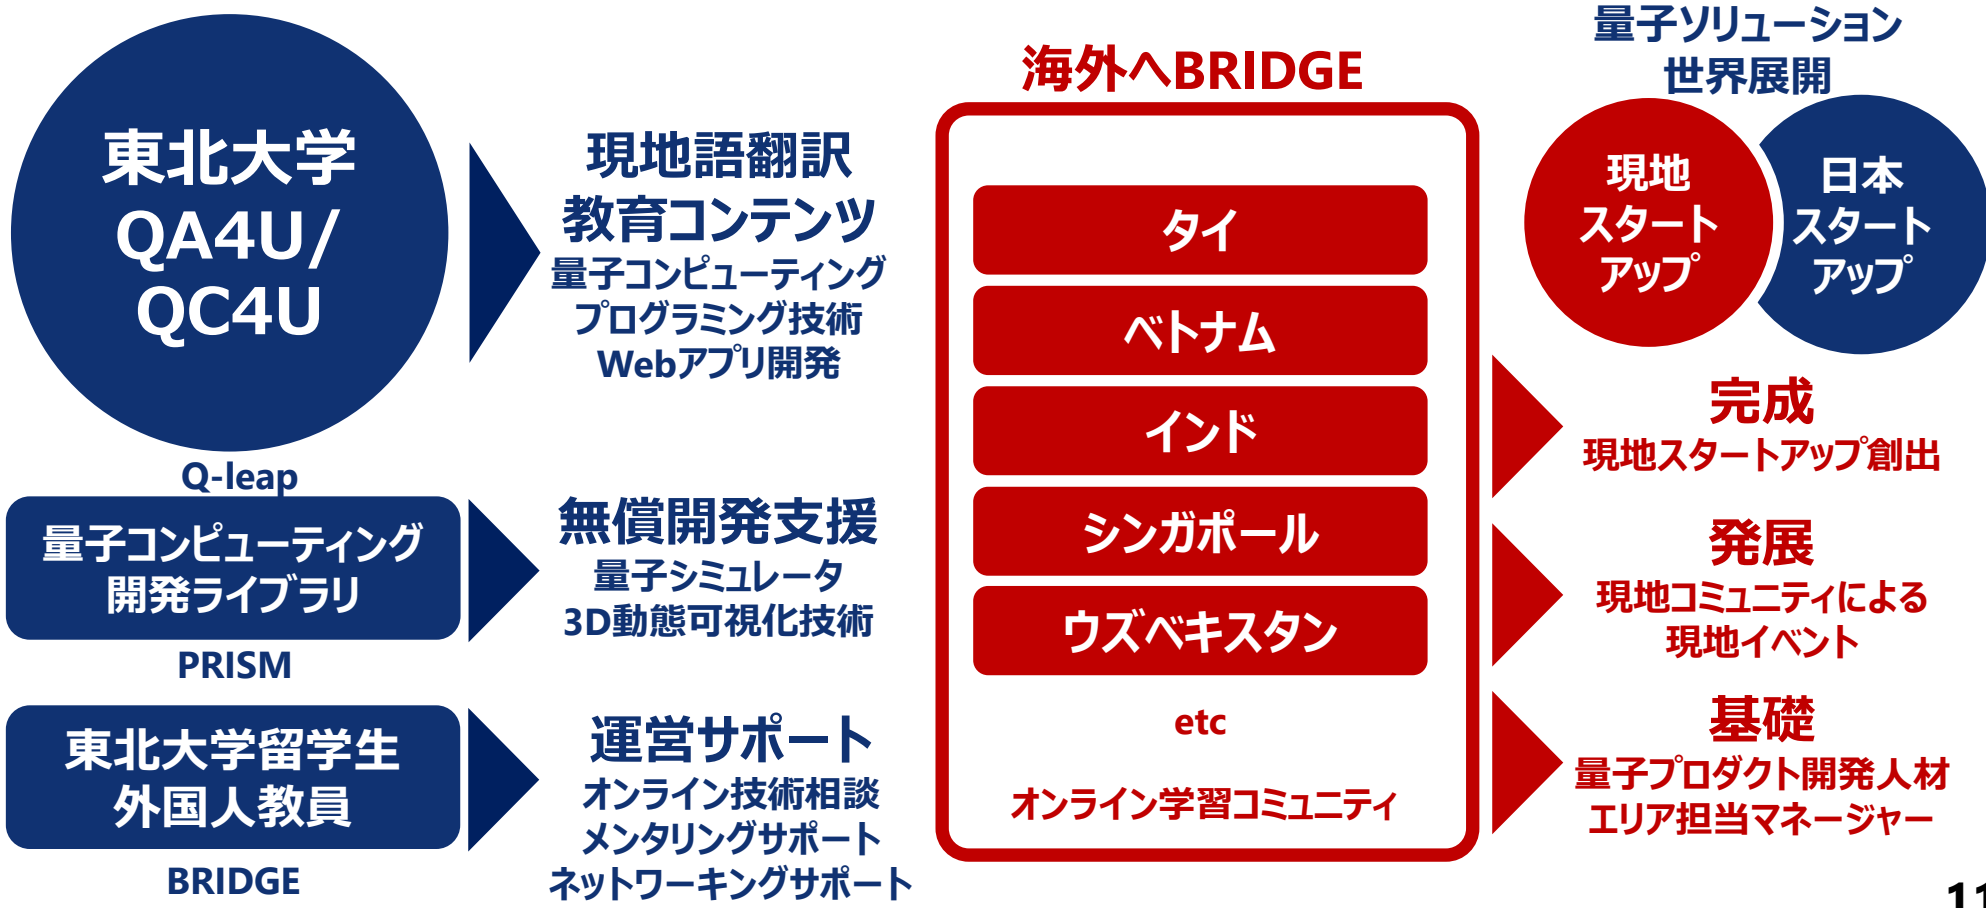 東北大学
QA4U/
QC4U
Q-leap
量子コンピューティング
開発ライブラリ
PRISM
東北大学留学生
外国人教員
BRIDGE
現地語翻訳
教育コンテンツ
量子コンピューティング
プログラミング技術
Webアプリ開発
無償開発支援
量子シミュレータ
3D動態可視化技術
運営サポート
オンライン技術相談
メンタリングサポート
ネットワーキングサポート
海外へBRIDGE
タイ
ベトナム
インド
シンガポール
ウズベキスタン
etc
オンライン学習コミュニティ
量子ソリューション
世界展開
現地
スタート
アップ
日本
スタート
アップ
完成
現地スタートアップ創出
発展
現地コミュニティによる
現地イベント
基礎
量子プロダクト開発人材
エリア担当マネージャー
11